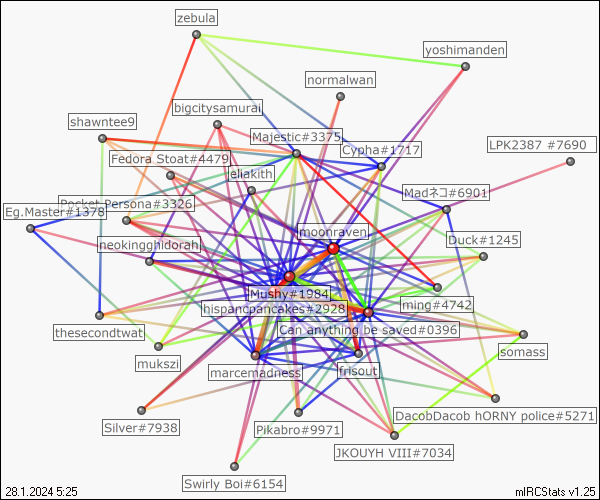 zebula
yoshimanden
normalwan
bigcitysamurai
shawntee9
Majestic#3375
Cypha#1717
LPK2387 #7690
Fedora Stoat#4479
eliakith
Madネコ#6901
Pocket Persona#3326
Eg.Master#1378
moonraven
Duck#1245
neokingghidorah
Mushy#1984
ming#4742
hispancpancakes#2928
thesecondtwat
Can anything be saved#0396
somass
mukszi
marcemadness
frisout
DacobDacob hORNY police#5271
Silver#7938
Pikabro#9971
JKOUYH VIII#7034
Swirly Boi#6154
28.1.2024 5:25
mIRCStats v1.25